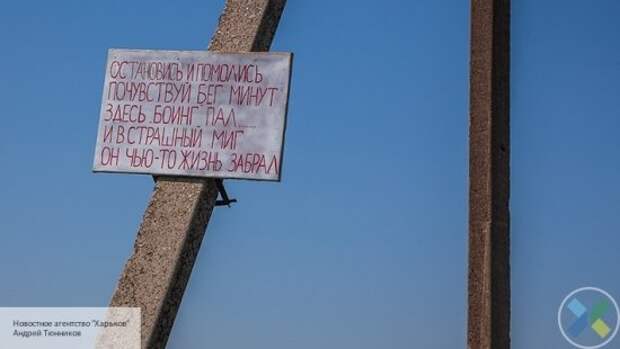 ОСТАНОВИСЬ И ПОМОЛИСЬ
ПОЧУВСТВУЙ БЕГ МИНУТ
ЗДЕСЬ БОИНГ ПАЛ....
И В СТРАШНЫЙ МИГ
ОН ЧЬЮ-ТО ЖИЗНЬ ЗАБРАЛ
Новостное агентство "Харьков"
Андрей Тюнников